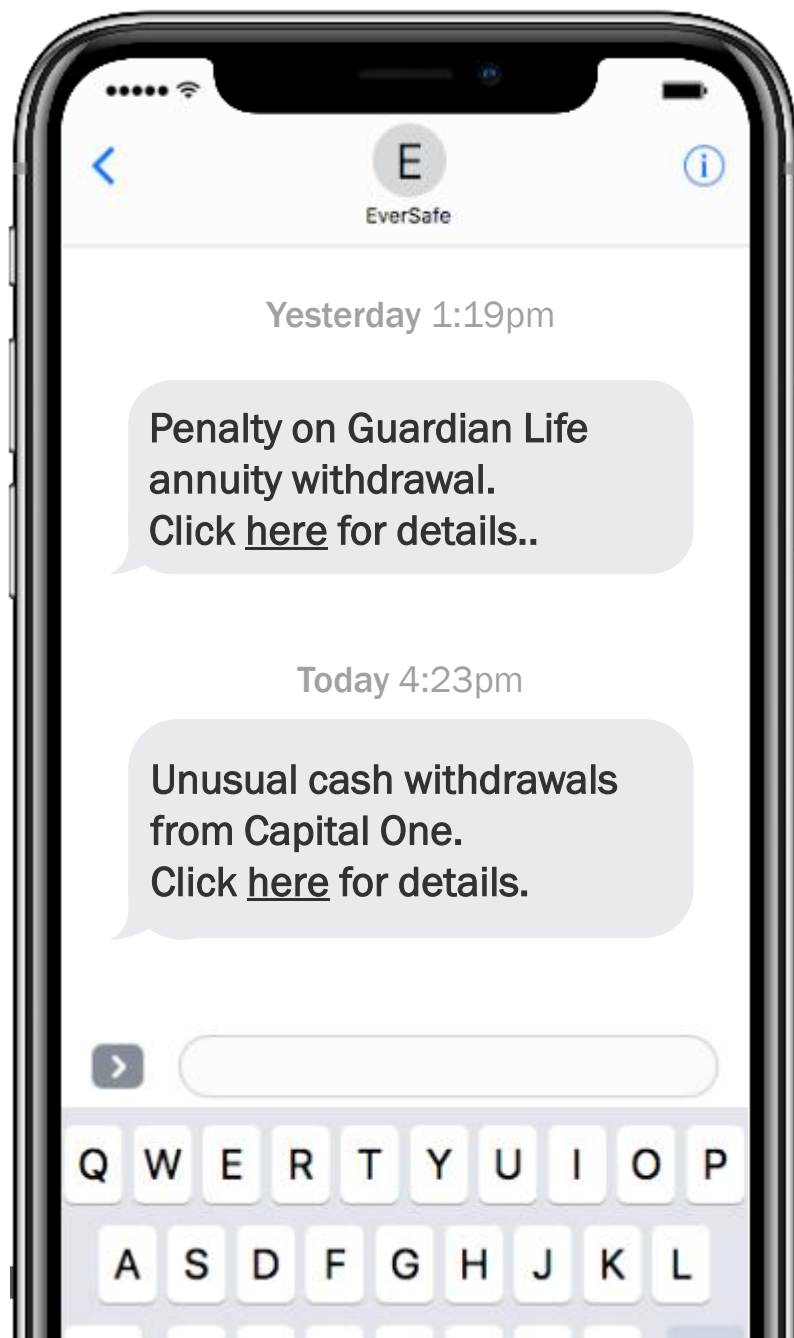 E
EverSafe
Yesterday 1:19pm
Penalty on Guardian Life
annuity withdrawal.
Click here for details..
Today 4:23pm
Unusual cash withdrawals
from Capital One.
Click here for details.
Q W E R T Y U I O P
A S D F G H J K L